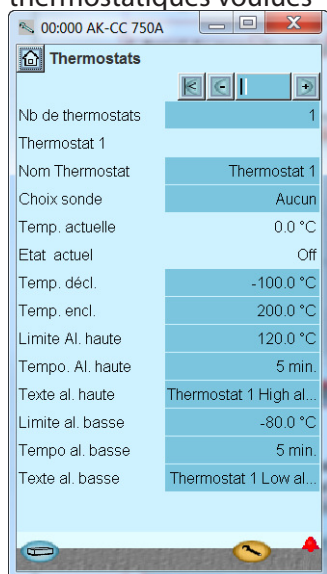 thermostatiques voulues
00:000 AK-CC 750A
Thermostats
Nb de thermostats 1
Thermostat 1
Nom Thermostat Thermostat 1
Choix sonde Aucun
Temp. actuelle 0.0 °C
Etat actuel Off
Temp. décl. -100.0 °C
Temp. encl. 200.0 °C
Limite Al. haute 120.0 °C
Tempo. Al. haute 5 min.
Texte al. haute Thermostat 1 High al...
Limite al. basse -80.0 °C
Tempo al. basse 5 min.
Texte al. basse Thermostat 1 Low al...